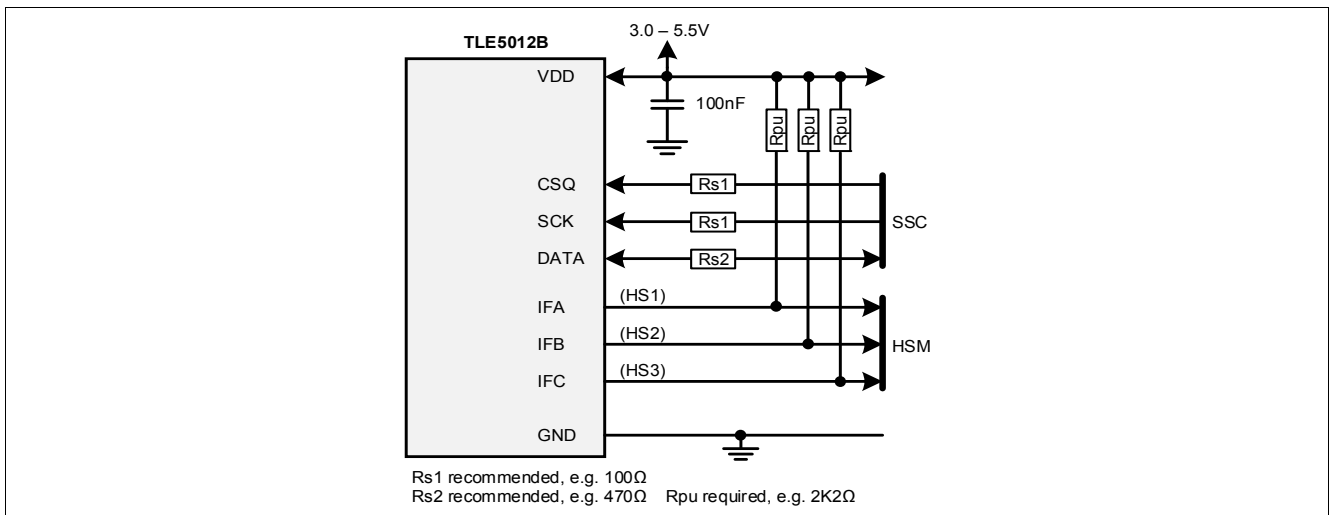 3.0 – 5.5V
TLE5012B
VDD
100nF
Rpu
Rpu
Rpu
CSQ
Rs1
SCK
Rs1
SSC
DATA
Rs2
IFA
(HS1)
IFB
(HS2)
HSM
IFC
(HS3)
GND
Rs1 recommended, e.g. 100Ω
Rs2 recommended, e.g. 470Ω Rpu required, e.g. 2K2Ω